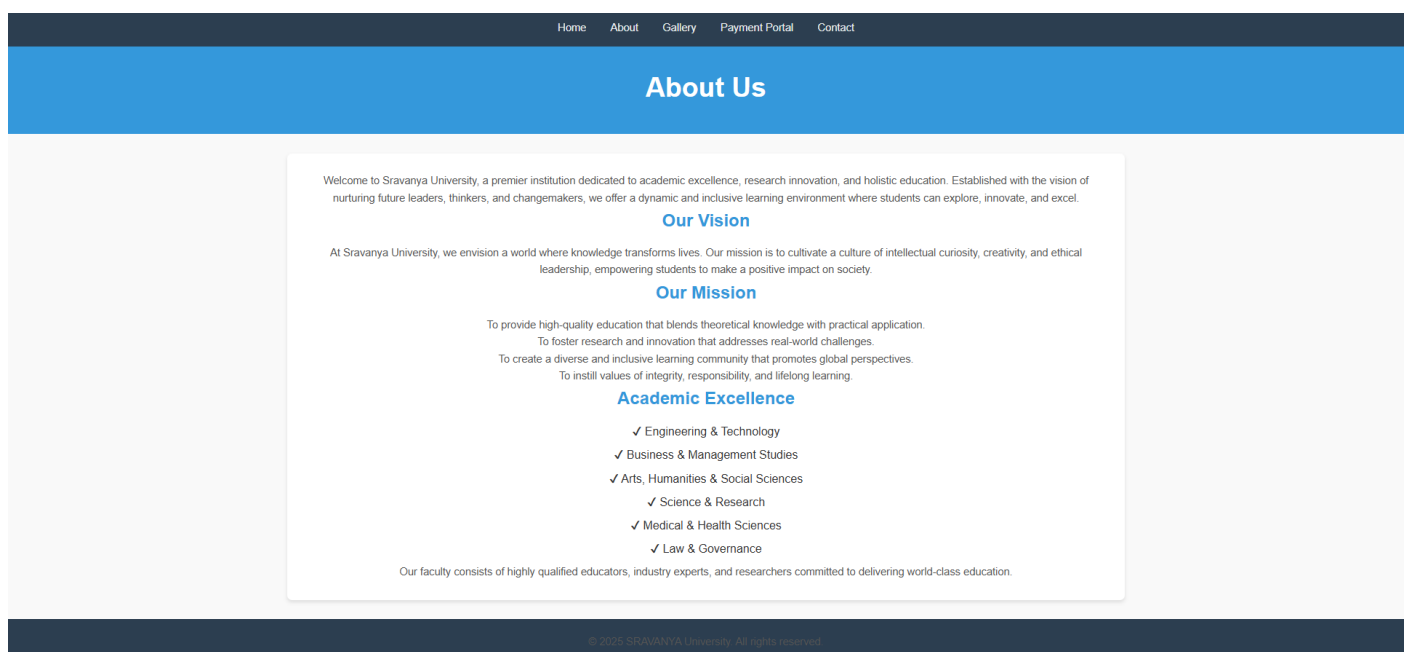 Home About Gallery Payment Portal Contact
About Us
Welcome to Sravanya University, a premier institution dedicated to academic excellence, research innovation, and holistic education. Established with the vision of
nurturing future leaders, thinkers, and changemakers, we offer a dynamic and inclusive learning environment where students can explore, innovate, and excel.
Our Vision
At Sravanya University, we envision a world where knowledge transforms lives. Our mission is to cultivate a culture of intellectual curiosity, creativity, and ethical
leadership, empowering students to make a positive impact on society.
Our Mission
To provide high-quality education that blends theoretical knowledge with practical application.
To foster research and innovation that addresses real-world challenges.
To create a diverse and inclusive learning community that promotes global perspectives.
To instill values of integrity, responsibility, and lifelong learning.
Academic Excellence
✔ Engineering & Technology
✔ Business & Management Studies
✔ Arts, Humanities & Social Sciences
✔ Science & Research
✔ Medical & Health Sciences
✔ Law & Governance
Our faculty consists of highly qualified educators, industry experts, and researchers committed to delivering world-class education.
© 2025 SRAVANYA University. All rights reserved.